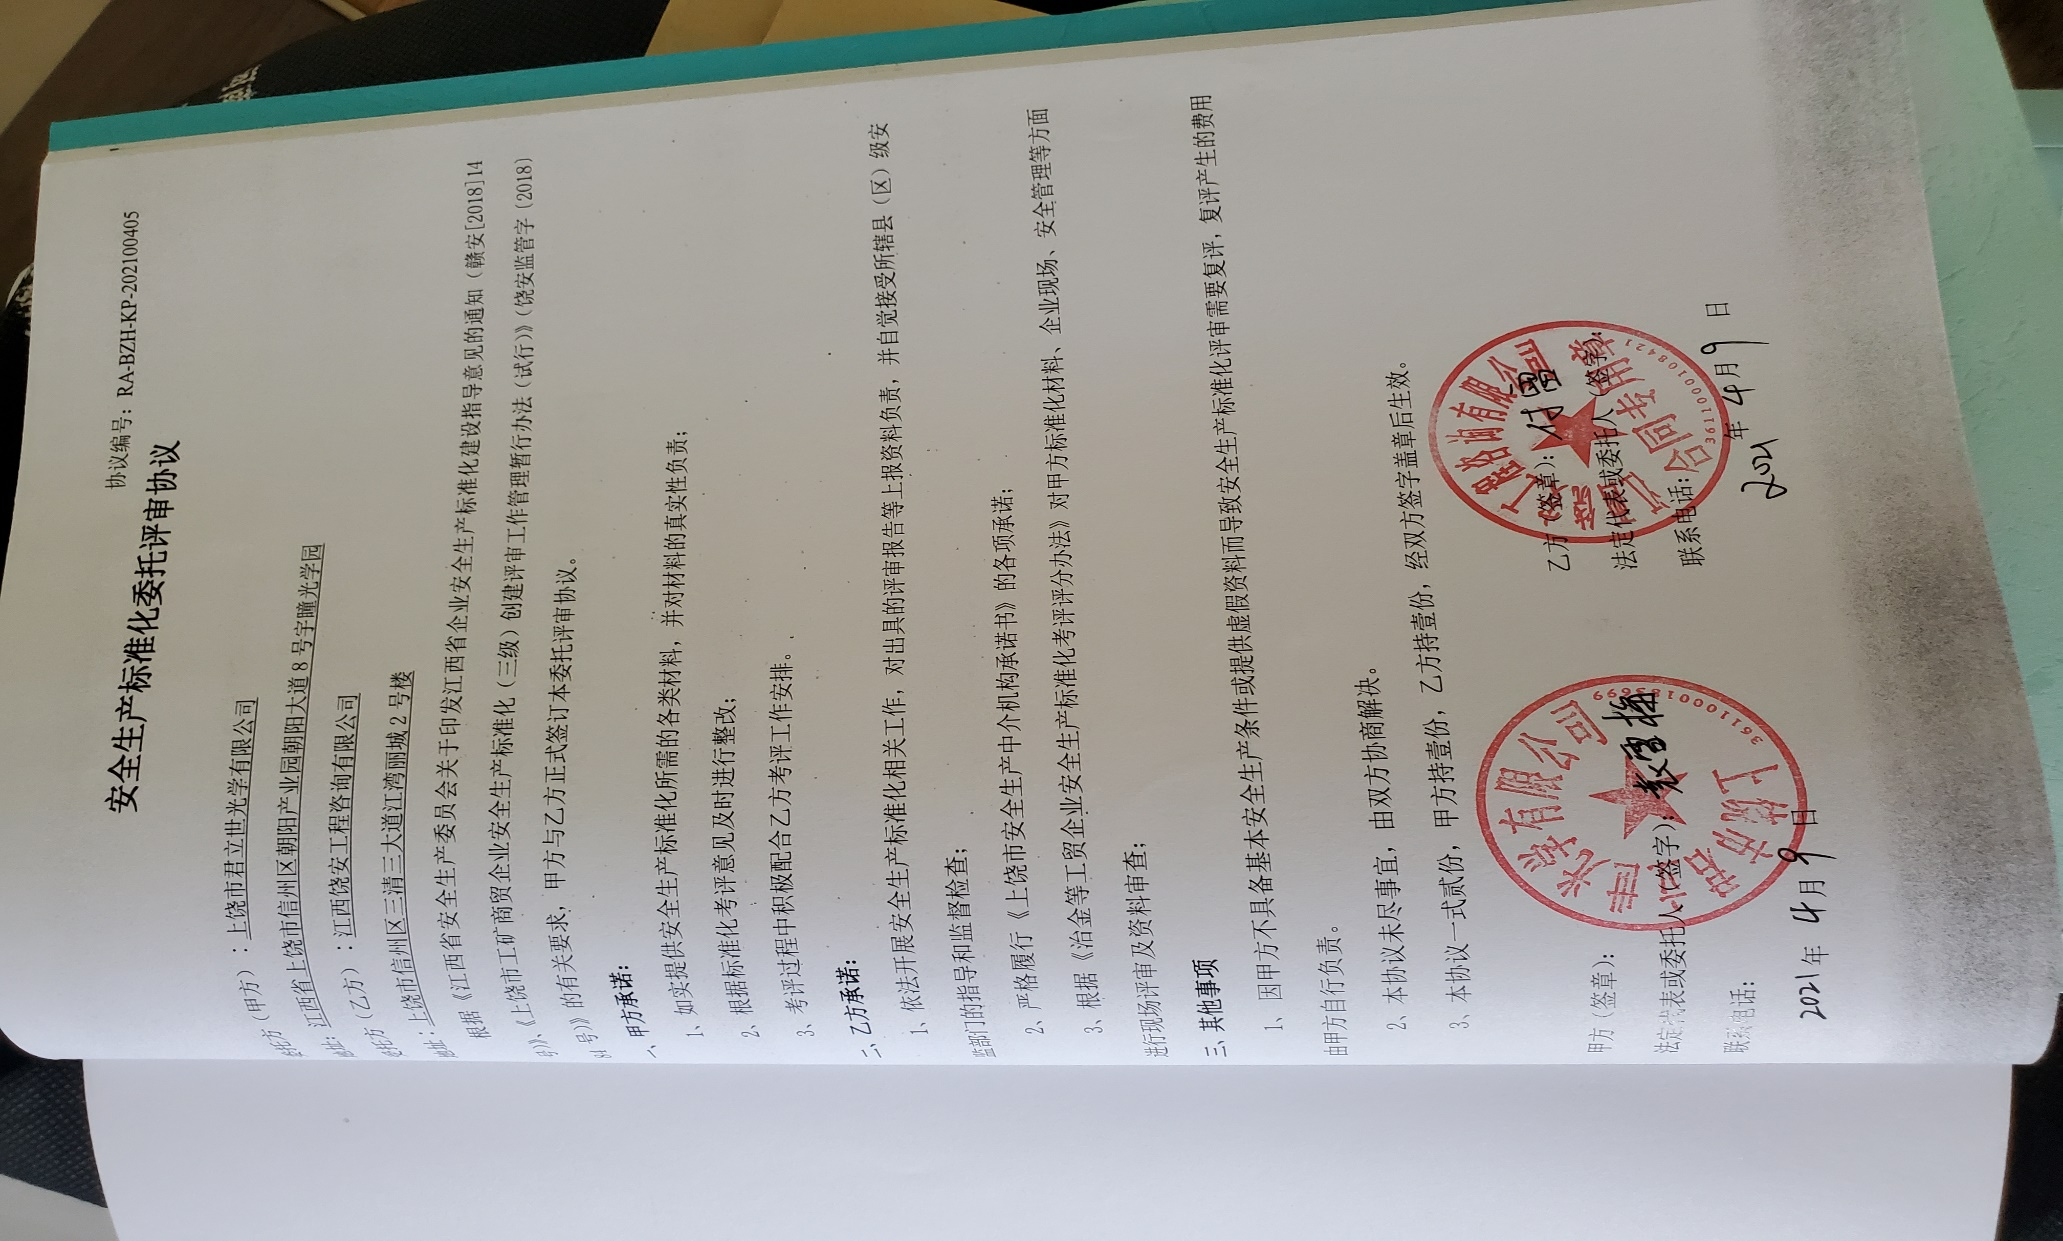 协议编号：RA-BZH-KP-202100405
安全生产标准化委托评审协议
委托方（甲方）：上饶市君立世光学有限公司
地址：江西省上饶市信州区朝阳产业园朝阳大道8号宇瞳光学园
受托方（乙方）：江西饶安工程咨询有限公司
地址：上饶市信州区三清三大道江湾丽城2号楼
根据《江西省安全生产委员会关于印发江西省企业安全生产标准化建设指导意见的通知（赣安[2018]14
号)》《上饶市工矿商贸企业安全生产标准化（三级）创建评审工作管理暂行办法（试行)》（饶安监管字（2018）
号)》的有关要求，甲方与乙方正式签订本委托评审协议。
一、甲方承诺：
1、如实提供安全生产标准化所需的各类材料，并对材料的真实性负责；
2、根据标准化考评意见及时进行整改；
3、考评过程中积极配合乙方考评工作安排。
二、乙方承诺：
1、依法开展安全生产标准化相关工作，对出具的评审报告等上报资料负责，并自觉接受所辖县（区）级安
监部门的指导和监督检查；
2、严格履行《上饶市安全生产中介机构承诺书》的各项承诺；
3、根据《冶金等工贸企业安全生产标准化考评评分办法》对甲方标准化材料、企业现场、安全管理等方面
进行现场评审及资料审查；
三、其他事项
1、因甲方不具备基本安全生产条件或提供虚假资料而导致安全生产标准化评审需要复评，复评产生的费用
由甲方自行负责。
2、本协议未尽事宜，由双方协商解决。
3、本协议一式贰份，甲方持壹份，乙方持壹份，经双方签字盖章后生效。
甲方（签章）：
法定代表或委托人（签字）：
联系电话：
2021年4月9日
乙方（签章）：
法定代表或委托人（签字）：
联系电话：
2021年4月9日
光学有限公司
上饶市君
工程咨询有限公司
合同专用章
3611000108421